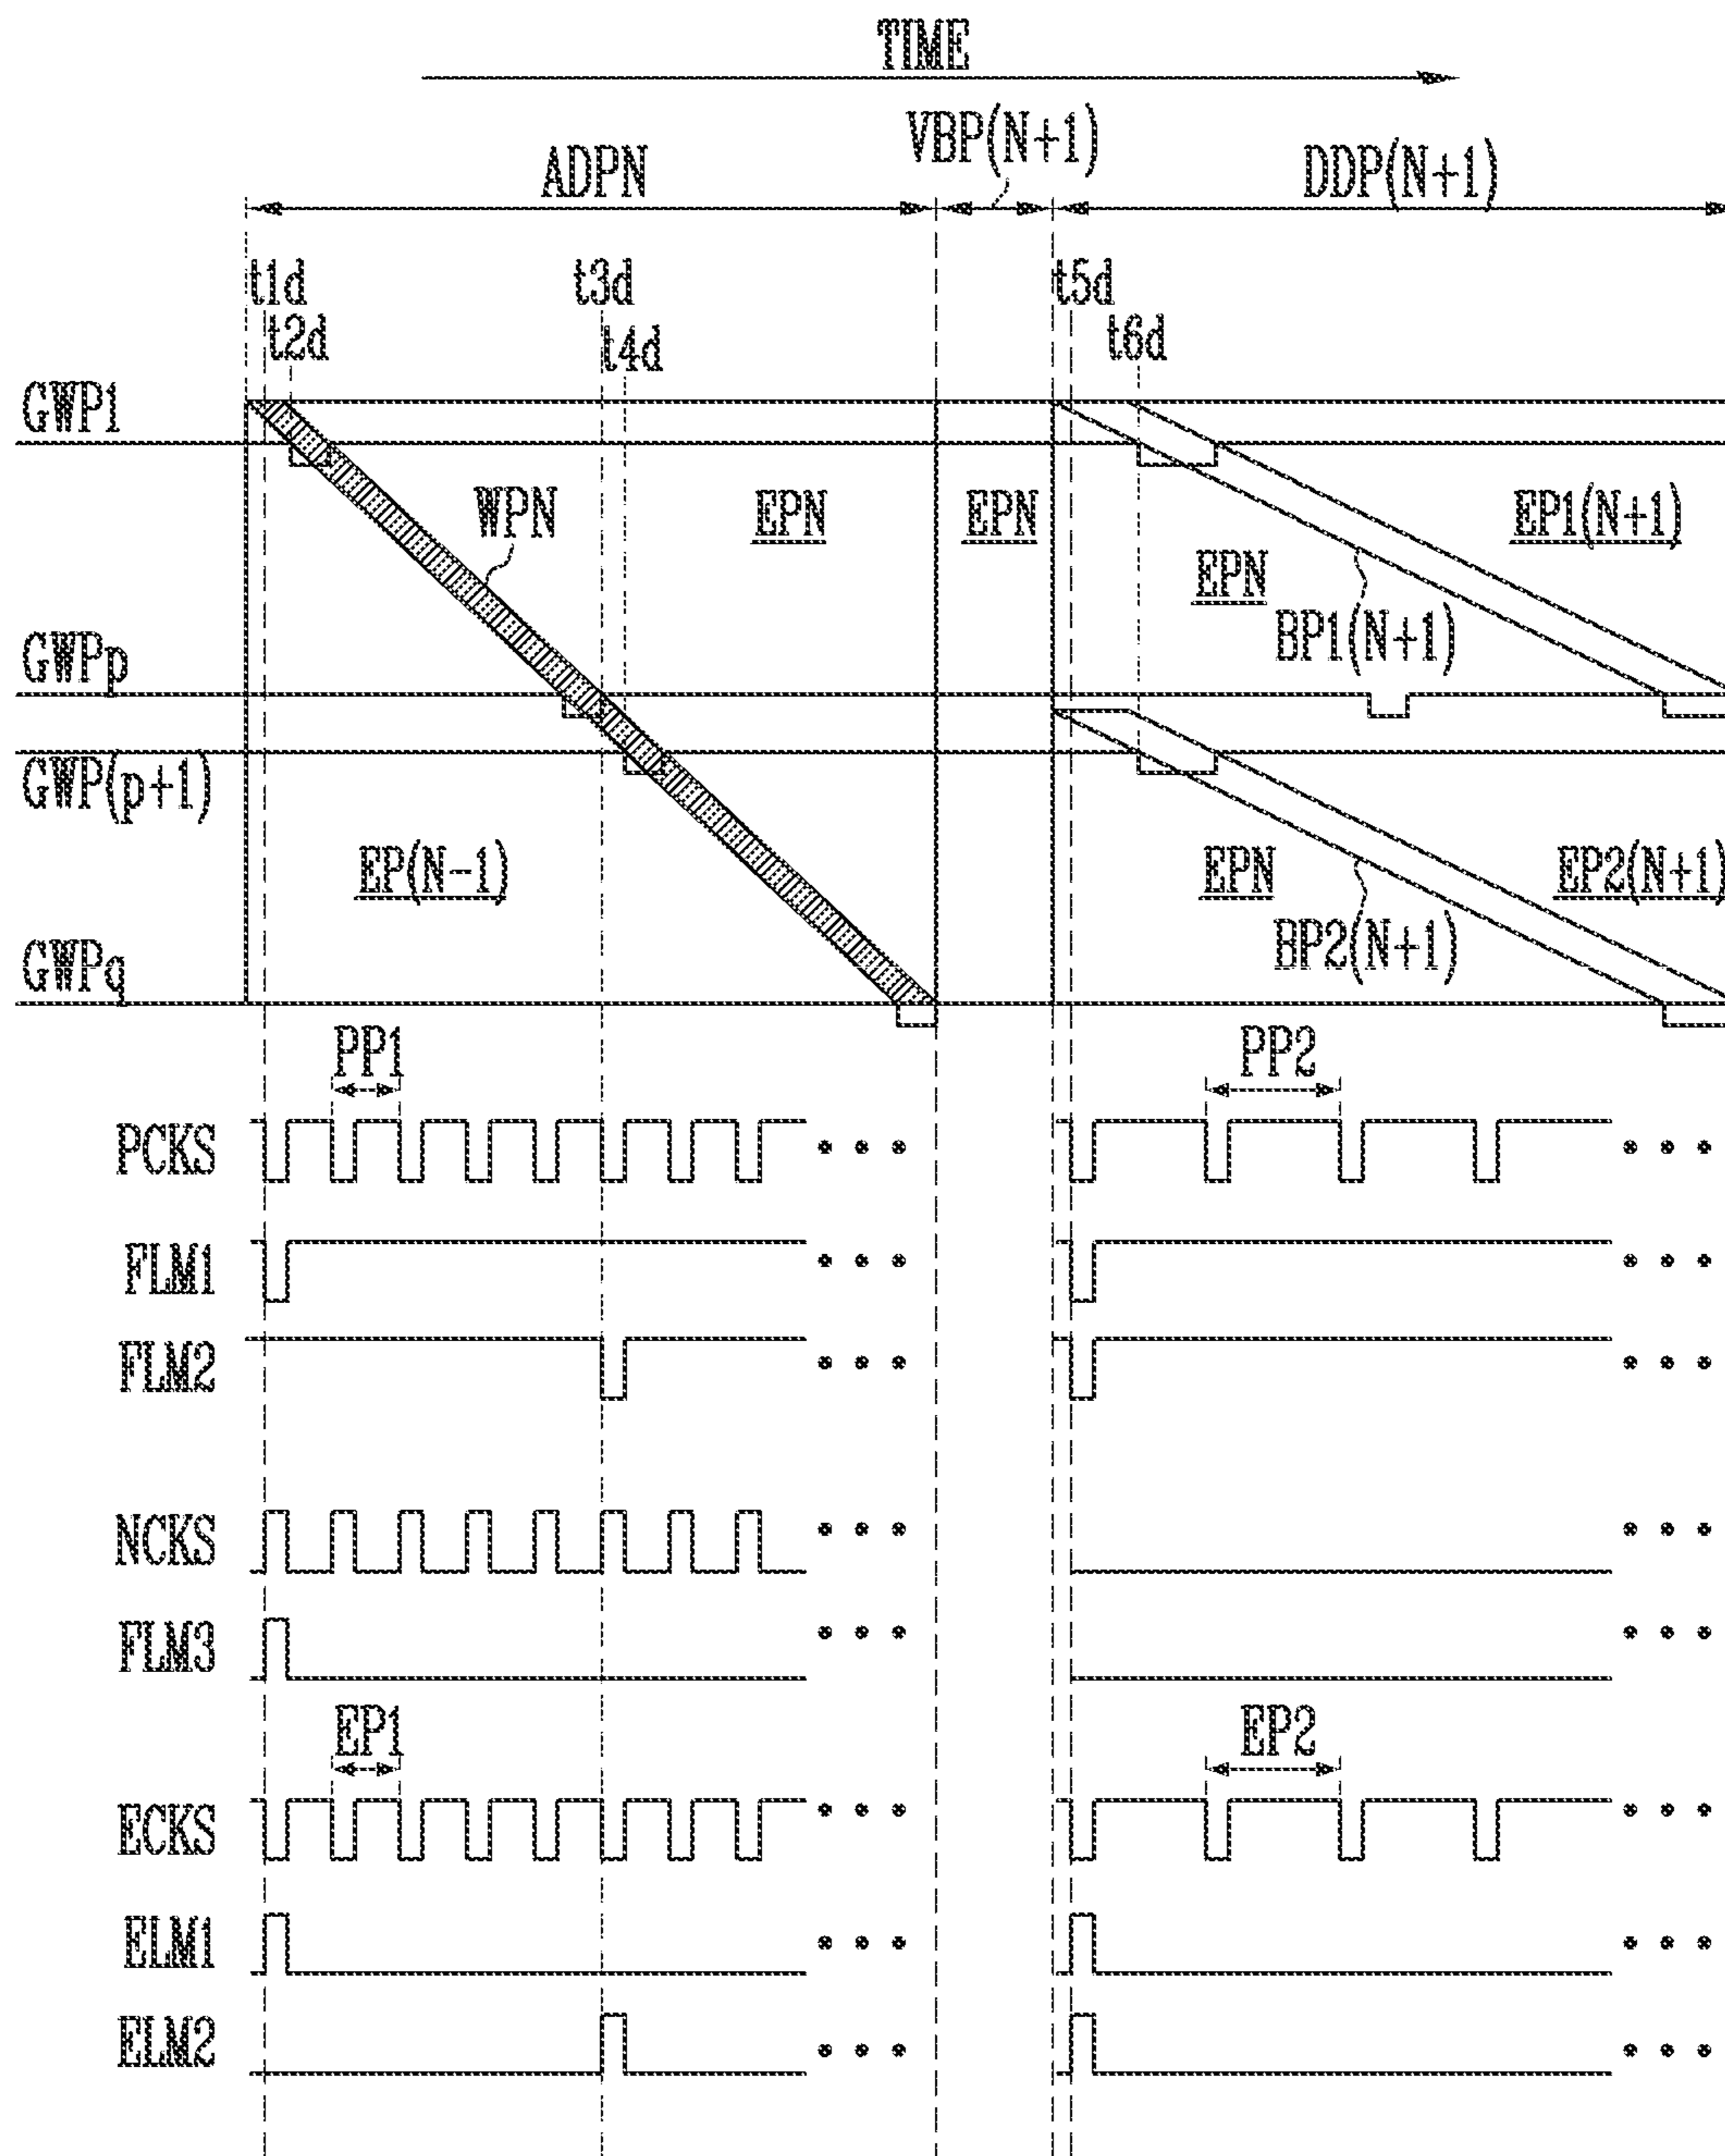 TIME
ADPN
VBP(N+1)
DDP(N+1)
t1d
t2d
t3d
t4d
t5d
t6d
GWP1
WPN
EPN
EPN
EPN
EP1(N+1)
BP1(N+1)
GWPp
GWP(p+1)
EP(N-1)
EPN
EP2(N+1)
BP2(N+1)
GWPq
PP1
PP2
PCKS
FLM1
FLM2
NCKS
FLM3
EP1
EP2
ECKS
ELM1
ELM2